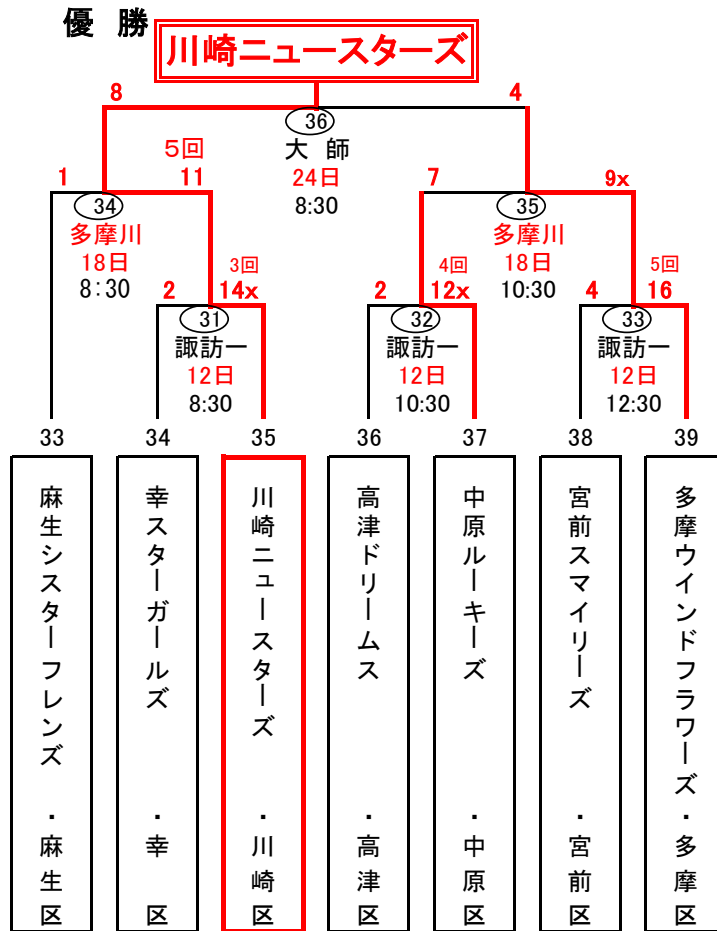 優 勝
川崎ニュースターズ
8
4
36
大 師
24日
8:30
5回
1
11
7
9x
34
多摩川
18日
8:30
35
多摩川
18日
10:30
3回
2
14x
4回
2
12x
5回
4
16
31
諏訪一
12日
8:30
32
諏訪一
12日
10:30
33
諏訪一
12日
12:30
33
34
35
36
37
38
39
麻生シスターフレンズ ・麻生区
幸スターガールズ ・幸 区
川崎ニュースターズ ・川崎区
高津ドリームス ・高津区
中原ルーキーズ ・中原区
宮前スマイリーズ ・宮前区
多摩ウインドフラワーズ・多摩区